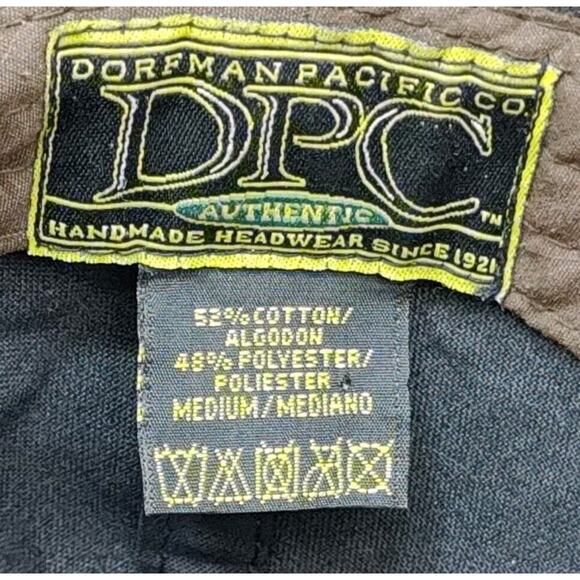 DORFMAN PACIFIC CO.
DPC TM
AUTHENTIC
HANDMADE HEADWEAR SINCE 1921
52% COTTON/
ALGODON
48% POLYESTER/
POLIESTER
MEDIUM/MEDIANO